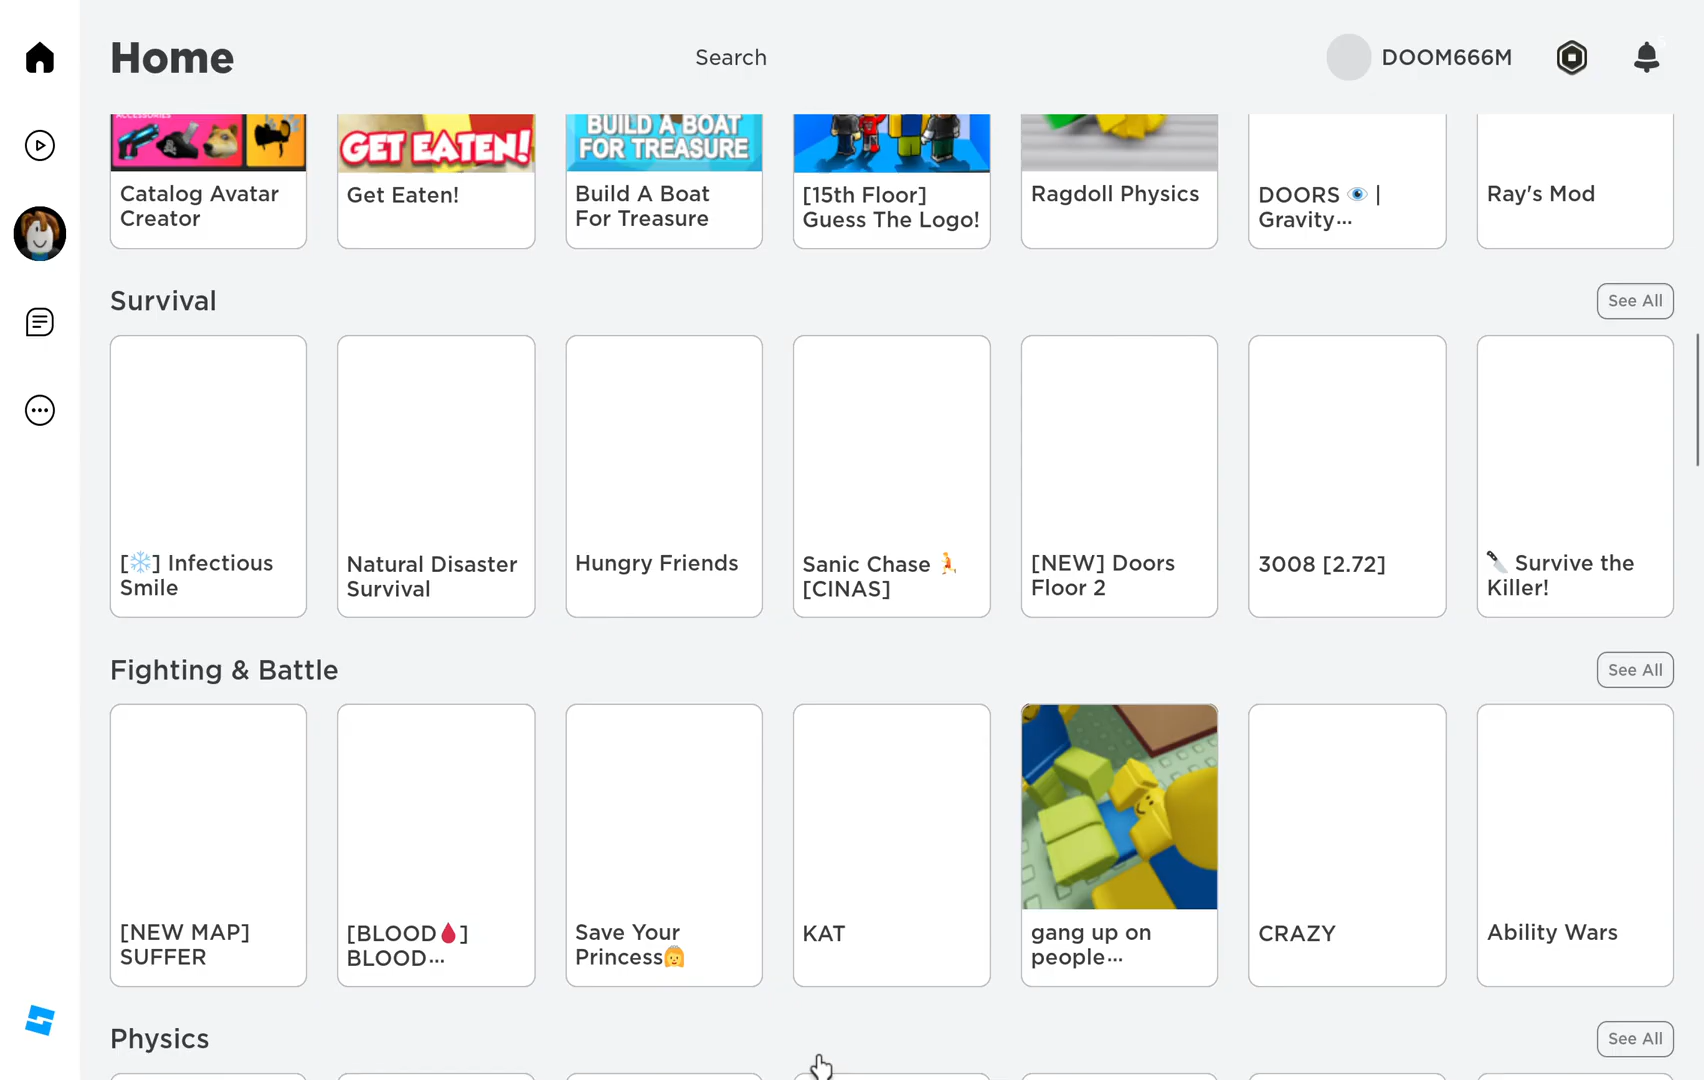 Home
Search
DOOM666M
ACCESSORIES
GET EATEN!
BUILD A BOAT
FOR TREASURE
Catalog Avatar
Creator
Get Eaten!
Build A Boat
For Treasure
[15th Floor]
Guess The Logo!
Ragdoll Physics
DOORS 👁️ |
Gravity...
Ray's Mod
Survival
See All
[❄️] Infectious
Smile
Natural Disaster
Survival
Hungry Friends
Sanic Chase 🏃
[CINAS]
[NEW] Doors
Floor 2
3008 [2.72]
🔪 Survive the
Killer!
Fighting & Battle
See All
[NEW MAP]
SUFFER
[BLOOD🩸]
BLOOD...
Save Your
Princess👸
KAT
gang up on
people...
CRAZY
Ability Wars
Physics
See All